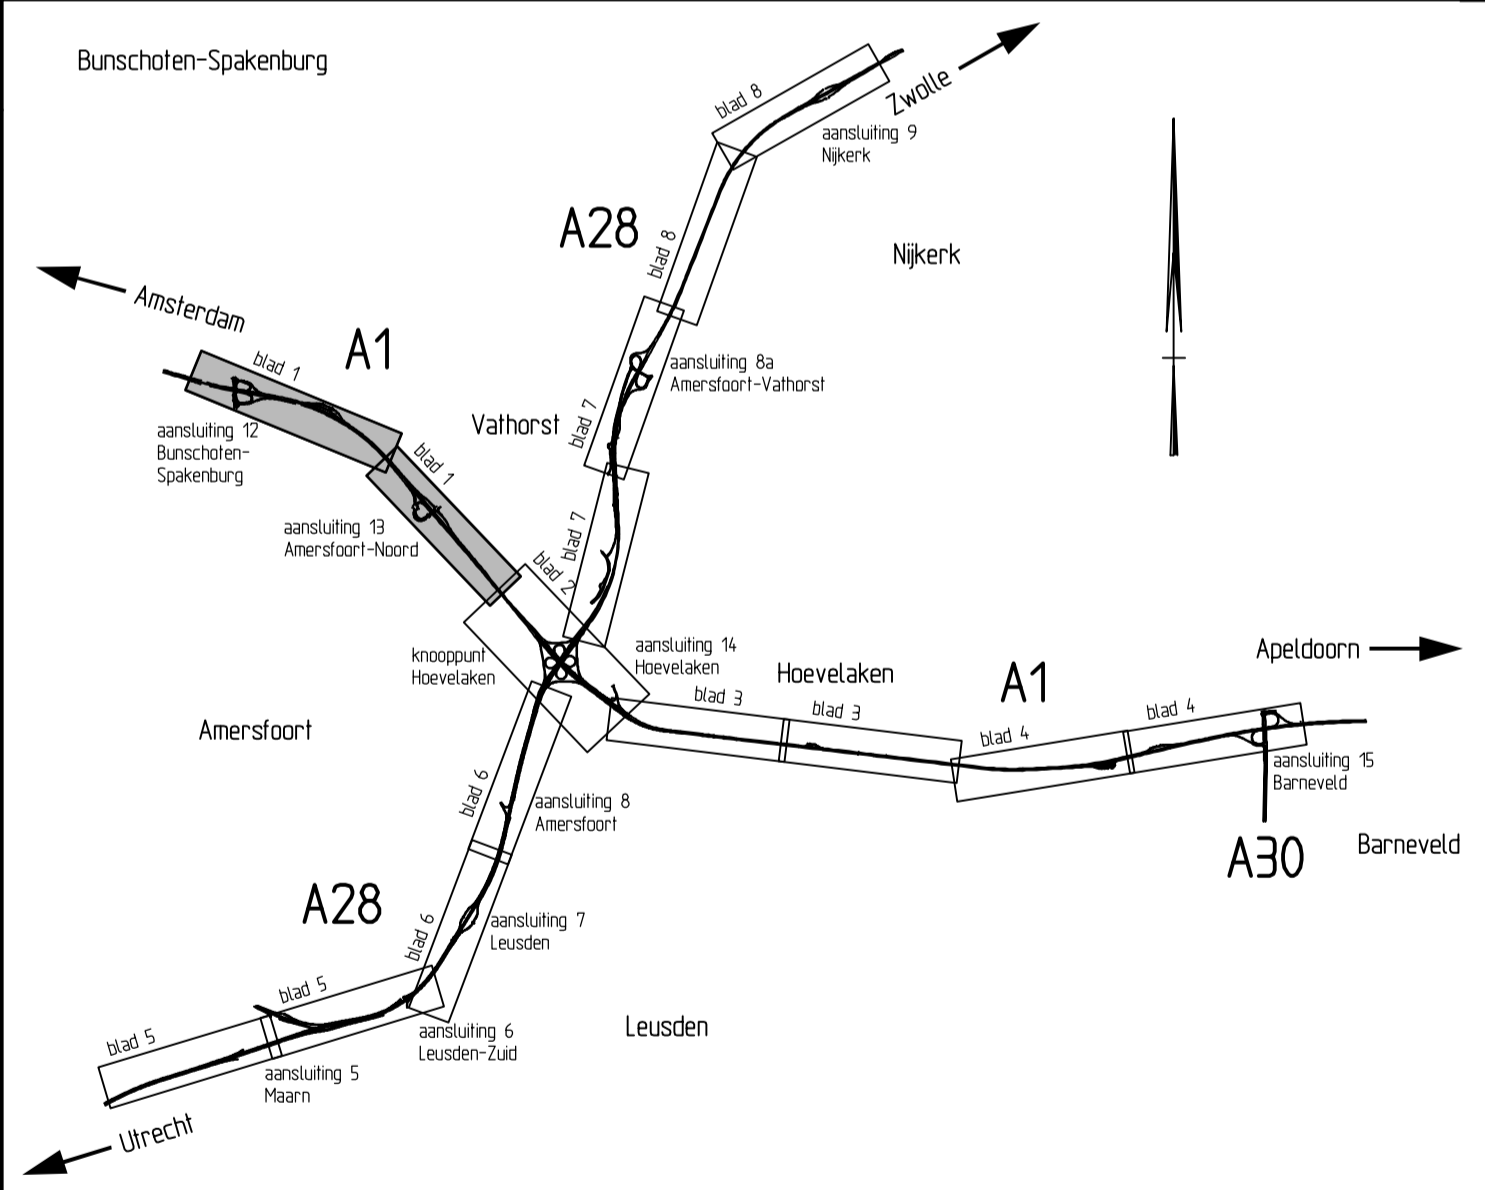 Bunschoten-Spakenburg
blad 8
Zwolle
aansluiting 9
Nijkerk
A28
blad 8
Nijkerk
Amsterdam
A1
blad 1
aansluiting 8a
Amersfoort-Vathorst
Vathorst
blad 7
aansluiting 12
Bunschoten-
Spakenburg
blad 1
aansluiting 13
Amersfoort-Noord
blad 7
blad 2
knooppunt
Hoevelaken
aansluiting 14
Hoevelaken
Hoevelaken
Apeldoorn
A1
blad 3
blad 3
blad 4
blad 4
Amersfoort
aansluiting 15
Barneveld
A30
Barneveld
blad 6
aansluiting 8
Amersfoort
A28
blad 6
aansluiting 7
Leusden
blad 5
blad 5
aansluiting 6
Leusden-Zuid
Leusden
aansluiting 5
Maarn
Utrecht